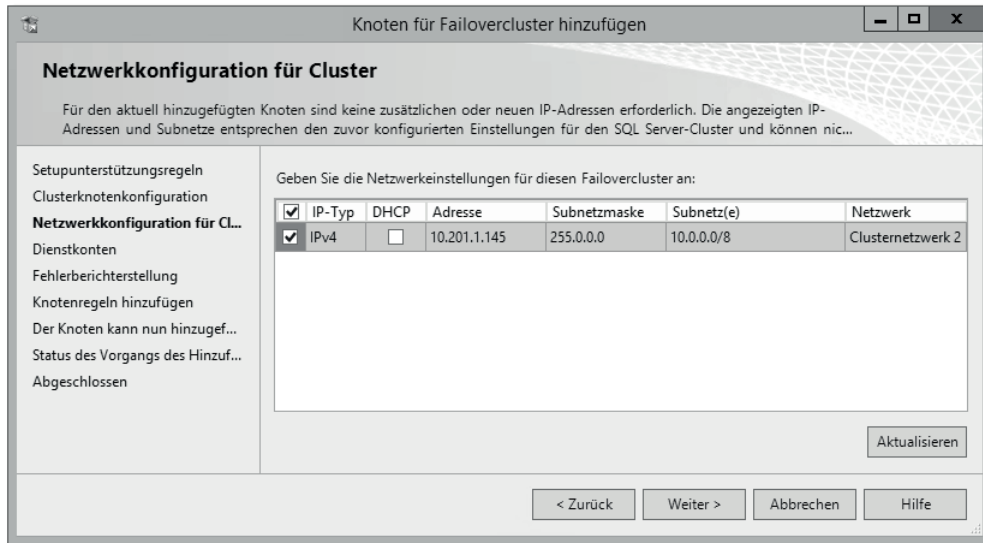 Knoten für Failovercluster hinzufügen
Netzwerkkonfiguration für Cluster
Für den aktuell hinzugefügten Knoten sind keine zusätzlichen oder neuen IP-Adressen erforderlich. Die angezeigten IP-
Adressen und Subnetze entsprechen den zuvor konfigurierten Einstellungen für den SQL Server-Cluster und können nic...
Setupunterstützungsregeln
Clusterknotenkonfiguration
Netzwerkkonfiguration für Cl...
Dienstkonten
Fehlerberichterstellung
Knotenregeln hinzufügen
Der Knoten kann nun hinzugef...
Status des Vorgangs des Hinzuf...
Abgeschlossen
Geben Sie die Netzwerkeinstellungen für diesen Failovercluster an:
IP-Typ DHCP Adresse Subnetzmaske Subnetz(e) Netzwerk
IPv4 10.201.1.145 255.0.0.0 10.0.0.0/8 Clusternetzwerk 2
Aktualisieren
< Zurück Weiter > Abbrechen Hilfe